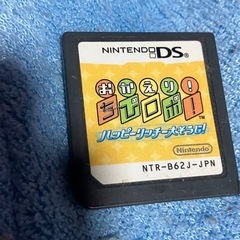 NINTENDO DS
おかえり!
ちびロボ!
TM
ハッピーリッチー大そうじ!
Nintendo
NTR-B62J-JPN